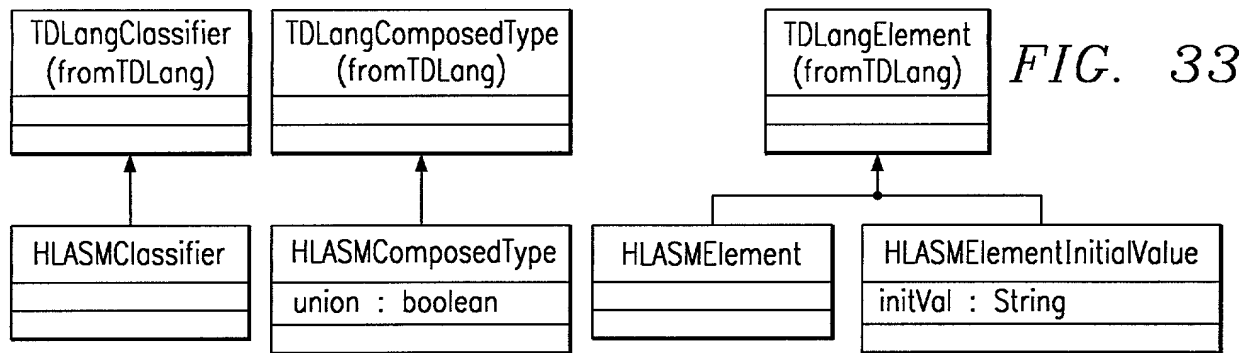 TDLangClassifier
(fromTDLang)
TDLangComposedType
(fromTDLang)
TDLangElement
(fromTDLang)
FIG. 33
HLASMClassifier
HLASMComposedType
union : boolean
HLASMElement
HLASMElementInitialValue
initVal : String